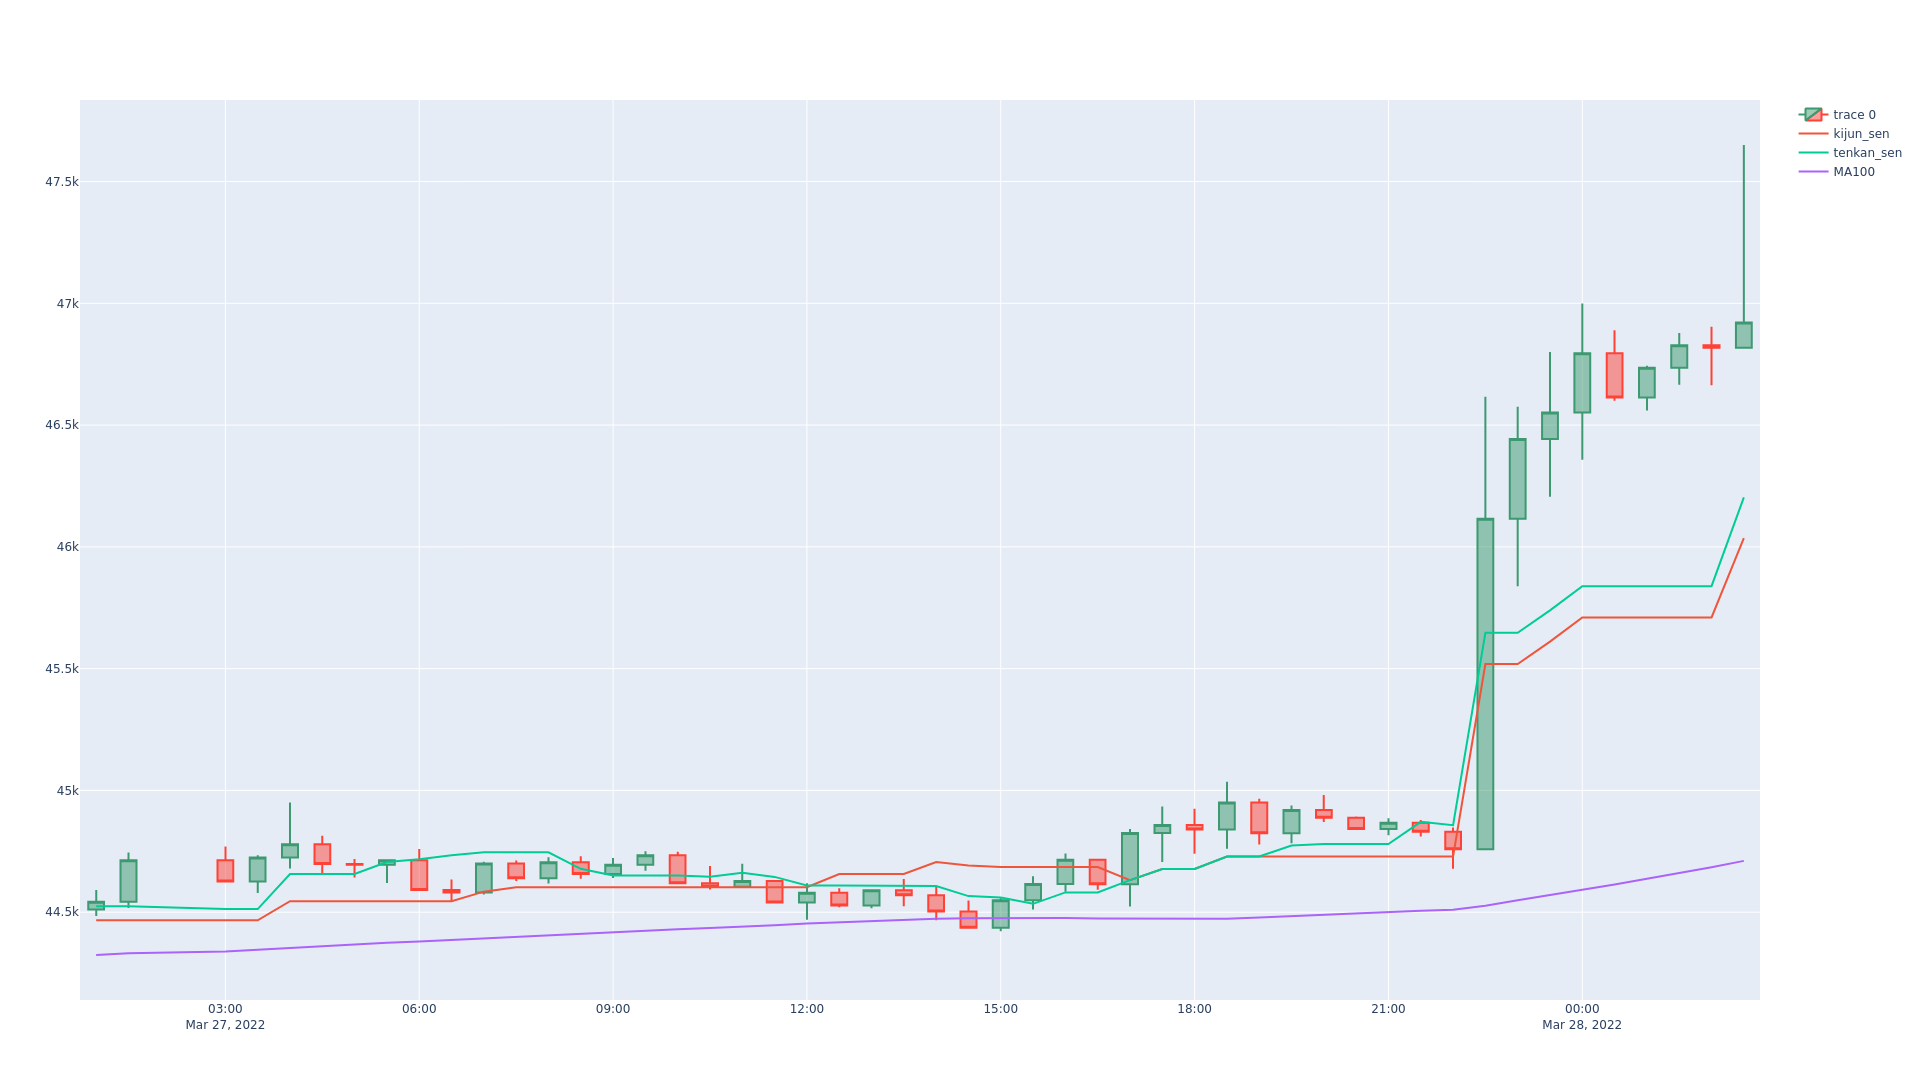 trace 0
kijun_sen
tenkan_sen
MA100
47.5k
47k
46.5k
46k
45.5k
45k
44.5k
03:00 06:00 09:00 12:00 15:00 18:00 21:00 00:00
Mar 27, 2022 Mar 28, 2022